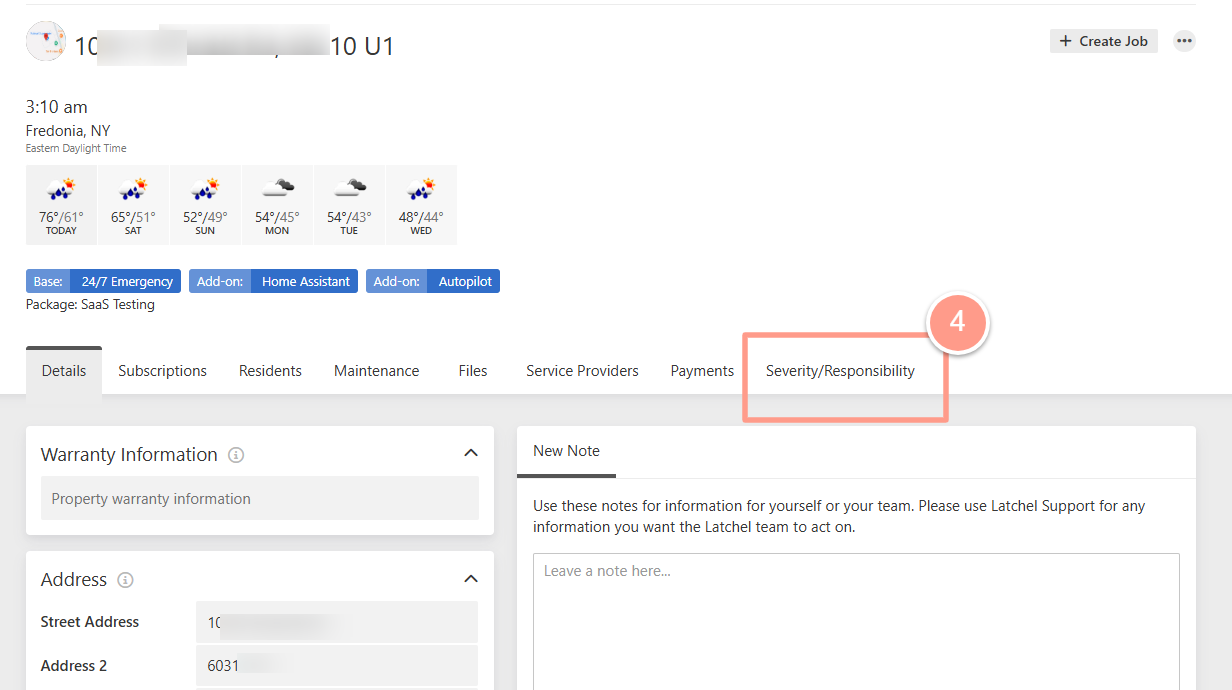 10 10 U1
+ Create Job
3:10 am
Fredonia, NY
Eastern Daylight Time
76°/61° 65°/51° 52°/49° 54°/45° 54°/43° 48°/44°
TODAY SAT SUN MON TUE WED
Base: 24/7 Emergency Add-on: Home Assistant Add-on: Autopilot
Package: SaaS Testing
4
Details Subscriptions Residents Maintenance Files Service Providers Payments Severity/Responsibility
Warranty Information
Property warranty information
New Note
Use these notes for information for yourself or your team. Please use Latchel Support for any
information you want the Latchel team to act on.
Leave a note here...
Address
Street Address 10
Address 2 6031